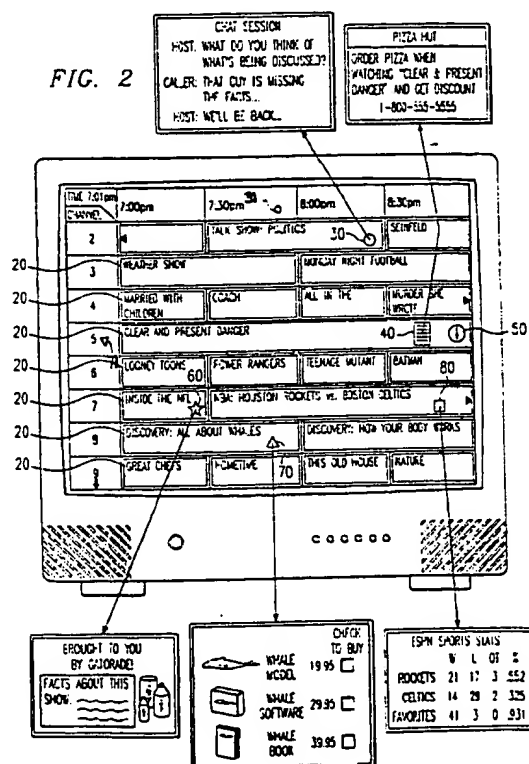 CHAT SESSION
HOST: WHAT DO YOU THINK OF
WHAT'S BEING DISCUSSED?
CALLER: THAT GUY IS MISSING
THE FACTS...
HOST: WE'LL BE BACK...
PIZZA HUT
ORDER PIZZA WHEN
WATCHING "CLEAR & PRESENT
DANGER" AND GET DISCOUNT
1-800-555-5555
FIG. 2
TIME 7:01pm
CHANNEL
7:00pm
7:30pm
8:00pm
8:30pm
2
TALK SHOW: POLITICS
30
SEINFELD
20
3
WEATHER SHOW
MONDAY NIGHT FOOTBALL
20
4
MARRIED WITH
CHILDREN
COACH
ALL IN THE
MURDER SHE
WROTE
20
5
CLEAR AND PRESENT DANGER
40
50
20
6
LOONEY TOONS
60
POWER RANGERS
TEENAGE MUTANT
BATMAN
80
20
7
INSIDE THE NFL
NBA: HOUSTON ROCKETS vs. BOSTON CELTICS
20
DISCOVERY: ALL ABOUT WHALES
DISCOVERY: HOW YOUR BODY WORKS
20
9
GREAT CHEFS
HOMETIME
70
THIS OLD HOUSE
NATURE
BROUGHT TO YOU
BY GATORADE!
FACTS ABOUT THIS
SHOW.
CHECK
TO BUY
WHALE
MODEL
19.95
WHALE
SOFTWARE
29.95
WHALE
BOOK
39.95
ESPN SPORTS STATS
W L OT %
ROCKETS 21 17 3 .552
CELTICS 14 29 2 .325
FAVORITES 41 3 0 .931